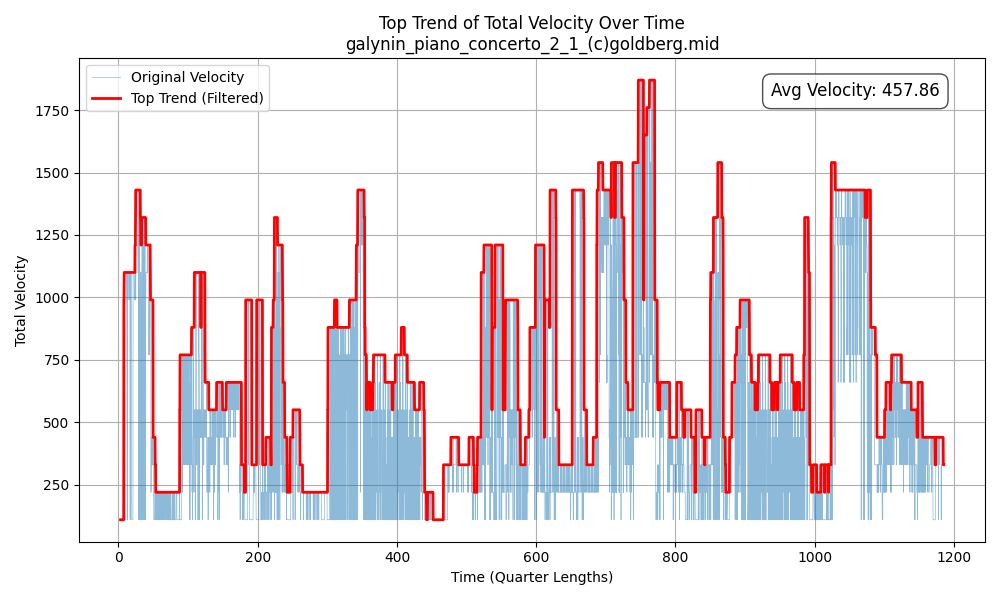 Top Trend of Total Velocity Over Time
galynin_piano_concerto_2_1_(c)goldberg.mid
Original Velocity
Top Trend (Filtered)
Avg Velocity: 457.86
Total Velocity
1750
1500
1250
1000
750
500
250
0 200 400 600 800 1000 1200
Time (Quarter Lengths)